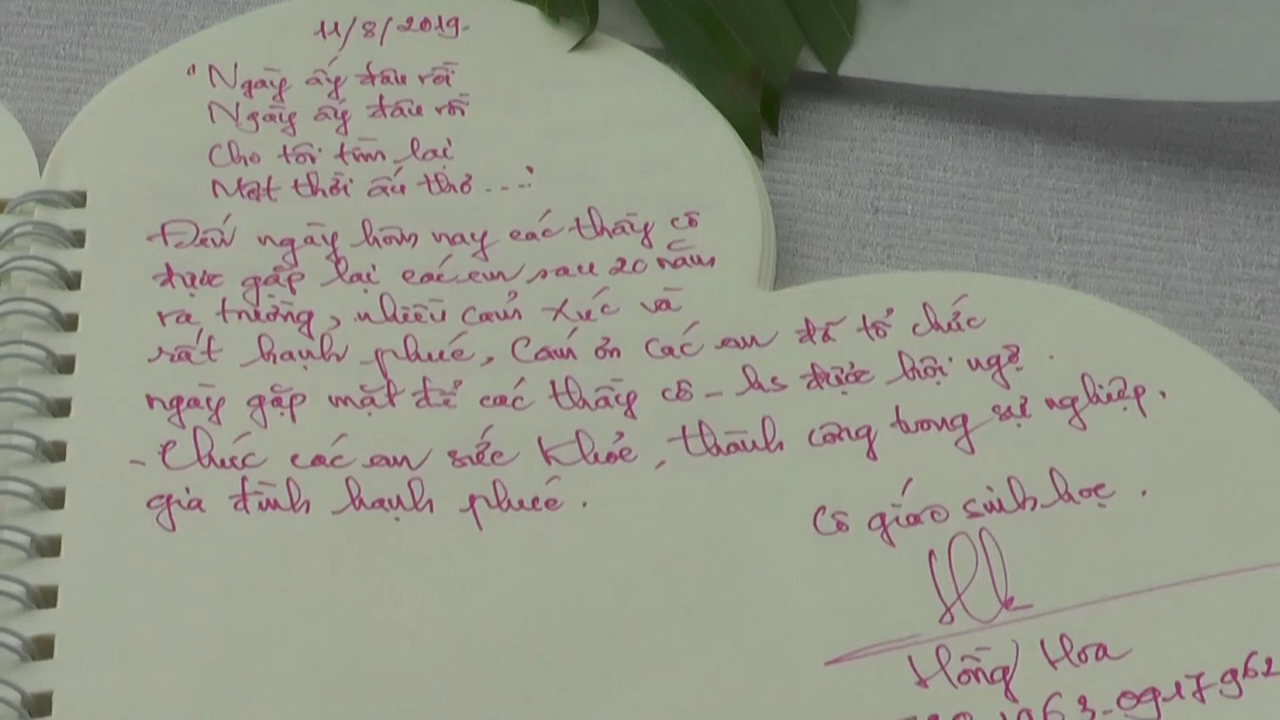 11/8/2019.
"Ngày ấy đâu rồi
Ngày ấy đâu rồi
Cho tôi tìm lại
Một thời ấu thơ ....."
Đến ngày hôm nay các thầy cô
được gặp lại các em sau 20 năm
ra trường, nhiều cảm xúc và
rất hạnh phúc, Cám ơn các em đã tổ chức
ngày gặp mặt để các thầy cô - hs được hội ngộ.
- Chúc các em sức khỏe, thành công trong sự nghiệp.
gia đình hạnh phúc.
Cô giáo sinh học.
Hồng Hoa
1963-0917962